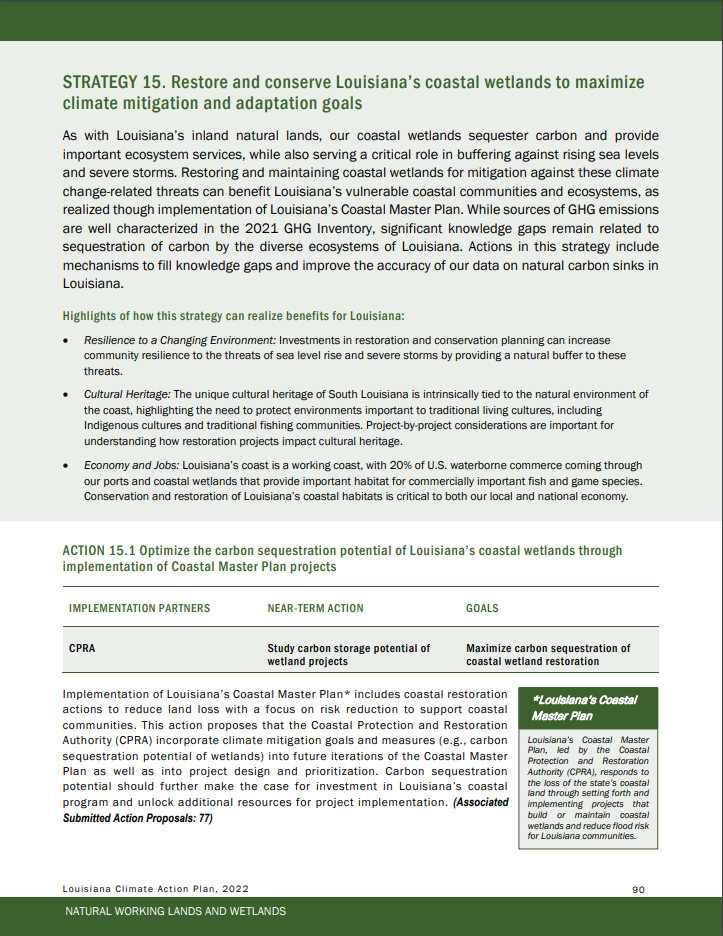 STRATEGY 15. Restore and conserve Louisiana's coastal wetlands to maximize
climate mitigation and adaptation goals
As with Louisiana's inland natural lands, our coastal wetlands sequester carbon and provide
important ecosystem services, while also serving a critical role in buffering against rising sea levels
and severe storms. Restoring and maintaining coastal wetlands for mitigation against these climate
change-related threats can benefit Louisiana's vulnerable coastal communities and ecosystems, as
realized though implementation of Louisiana's Coastal Master Plan. While sources of GHG emissions
are well characterized in the 2021 GHG Inventory, significant knowledge gaps remain related to
sequestration of carbon by the diverse ecosystems of Louisiana. Actions in this strategy include
mechanisms to fill knowledge gaps and improve the accuracy of our data on natural carbon sinks in
Louisiana.
Highlights of how this strategy can realize benefits for Louisiana:
• Resilience to a Changing Environment: Investments in restoration and conservation planning can increase
community resilience to the threats of sea level rise and severe storms by providing a natural buffer to these
threats.
• Cultural Heritage: The unique cultural heritage of South Louisiana is intrinsically tied to the natural environment of
the coast, highlighting the need to protect environments important to traditional living cultures, including
Indigenous cultures and traditional fishing communities. Project-by-project considerations are important for
understanding how restoration projects impact cultural heritage.
• Economy and Jobs: Louisiana's coast is a working coast, with 20% of U.S. waterborne commerce coming through
our ports and coastal wetlands that provide important habitat for commercially important fish and game species.
Conservation and restoration of Louisiana's coastal habitats is critical to both our local and national economy.
ACTION 15.1 Optimize the carbon sequestration potential of Louisiana's coastal wetlands through
implementation of Coastal Master Plan projects
IMPLEMENTATION PARTNERS NEAR-TERM ACTION GOALS
CPRA Study carbon storage potential of Maximize carbon sequestration of
wetland projects coastal wetland restoration
Implementation of Louisiana's Coastal Master Plan* includes coastal restoration
actions to reduce land loss with a focus on risk reduction to support coastal
communities. This action proposes that the Coastal Protection and Restoration
Authority (CPRA) incorporate climate mitigation goals and measures (e.g., carbon
sequestration potential of wetlands) into future iterations of the Coastal Master
Plan as well as into project design and prioritization. Carbon sequestration
potential should further make the case for investment in Louisiana's coastal
program and unlock additional resources for project implementation. (Associated
Submitted Action Proposals: 77)
*Louisiana's Coastal
Master Plan
Louisiana's Coastal Master
Plan, led by the Coastal
Protection and Restoration
Authority (CPRA), responds to
the loss of the state's coastal
land through setting forth and
implementing projects that
build or maintain coastal
wetlands and reduce flood risk
for Louisiana communities.
Louisiana Climate Action Plan, 2022 90
NATURAL WORKING LANDS AND WETLANDS